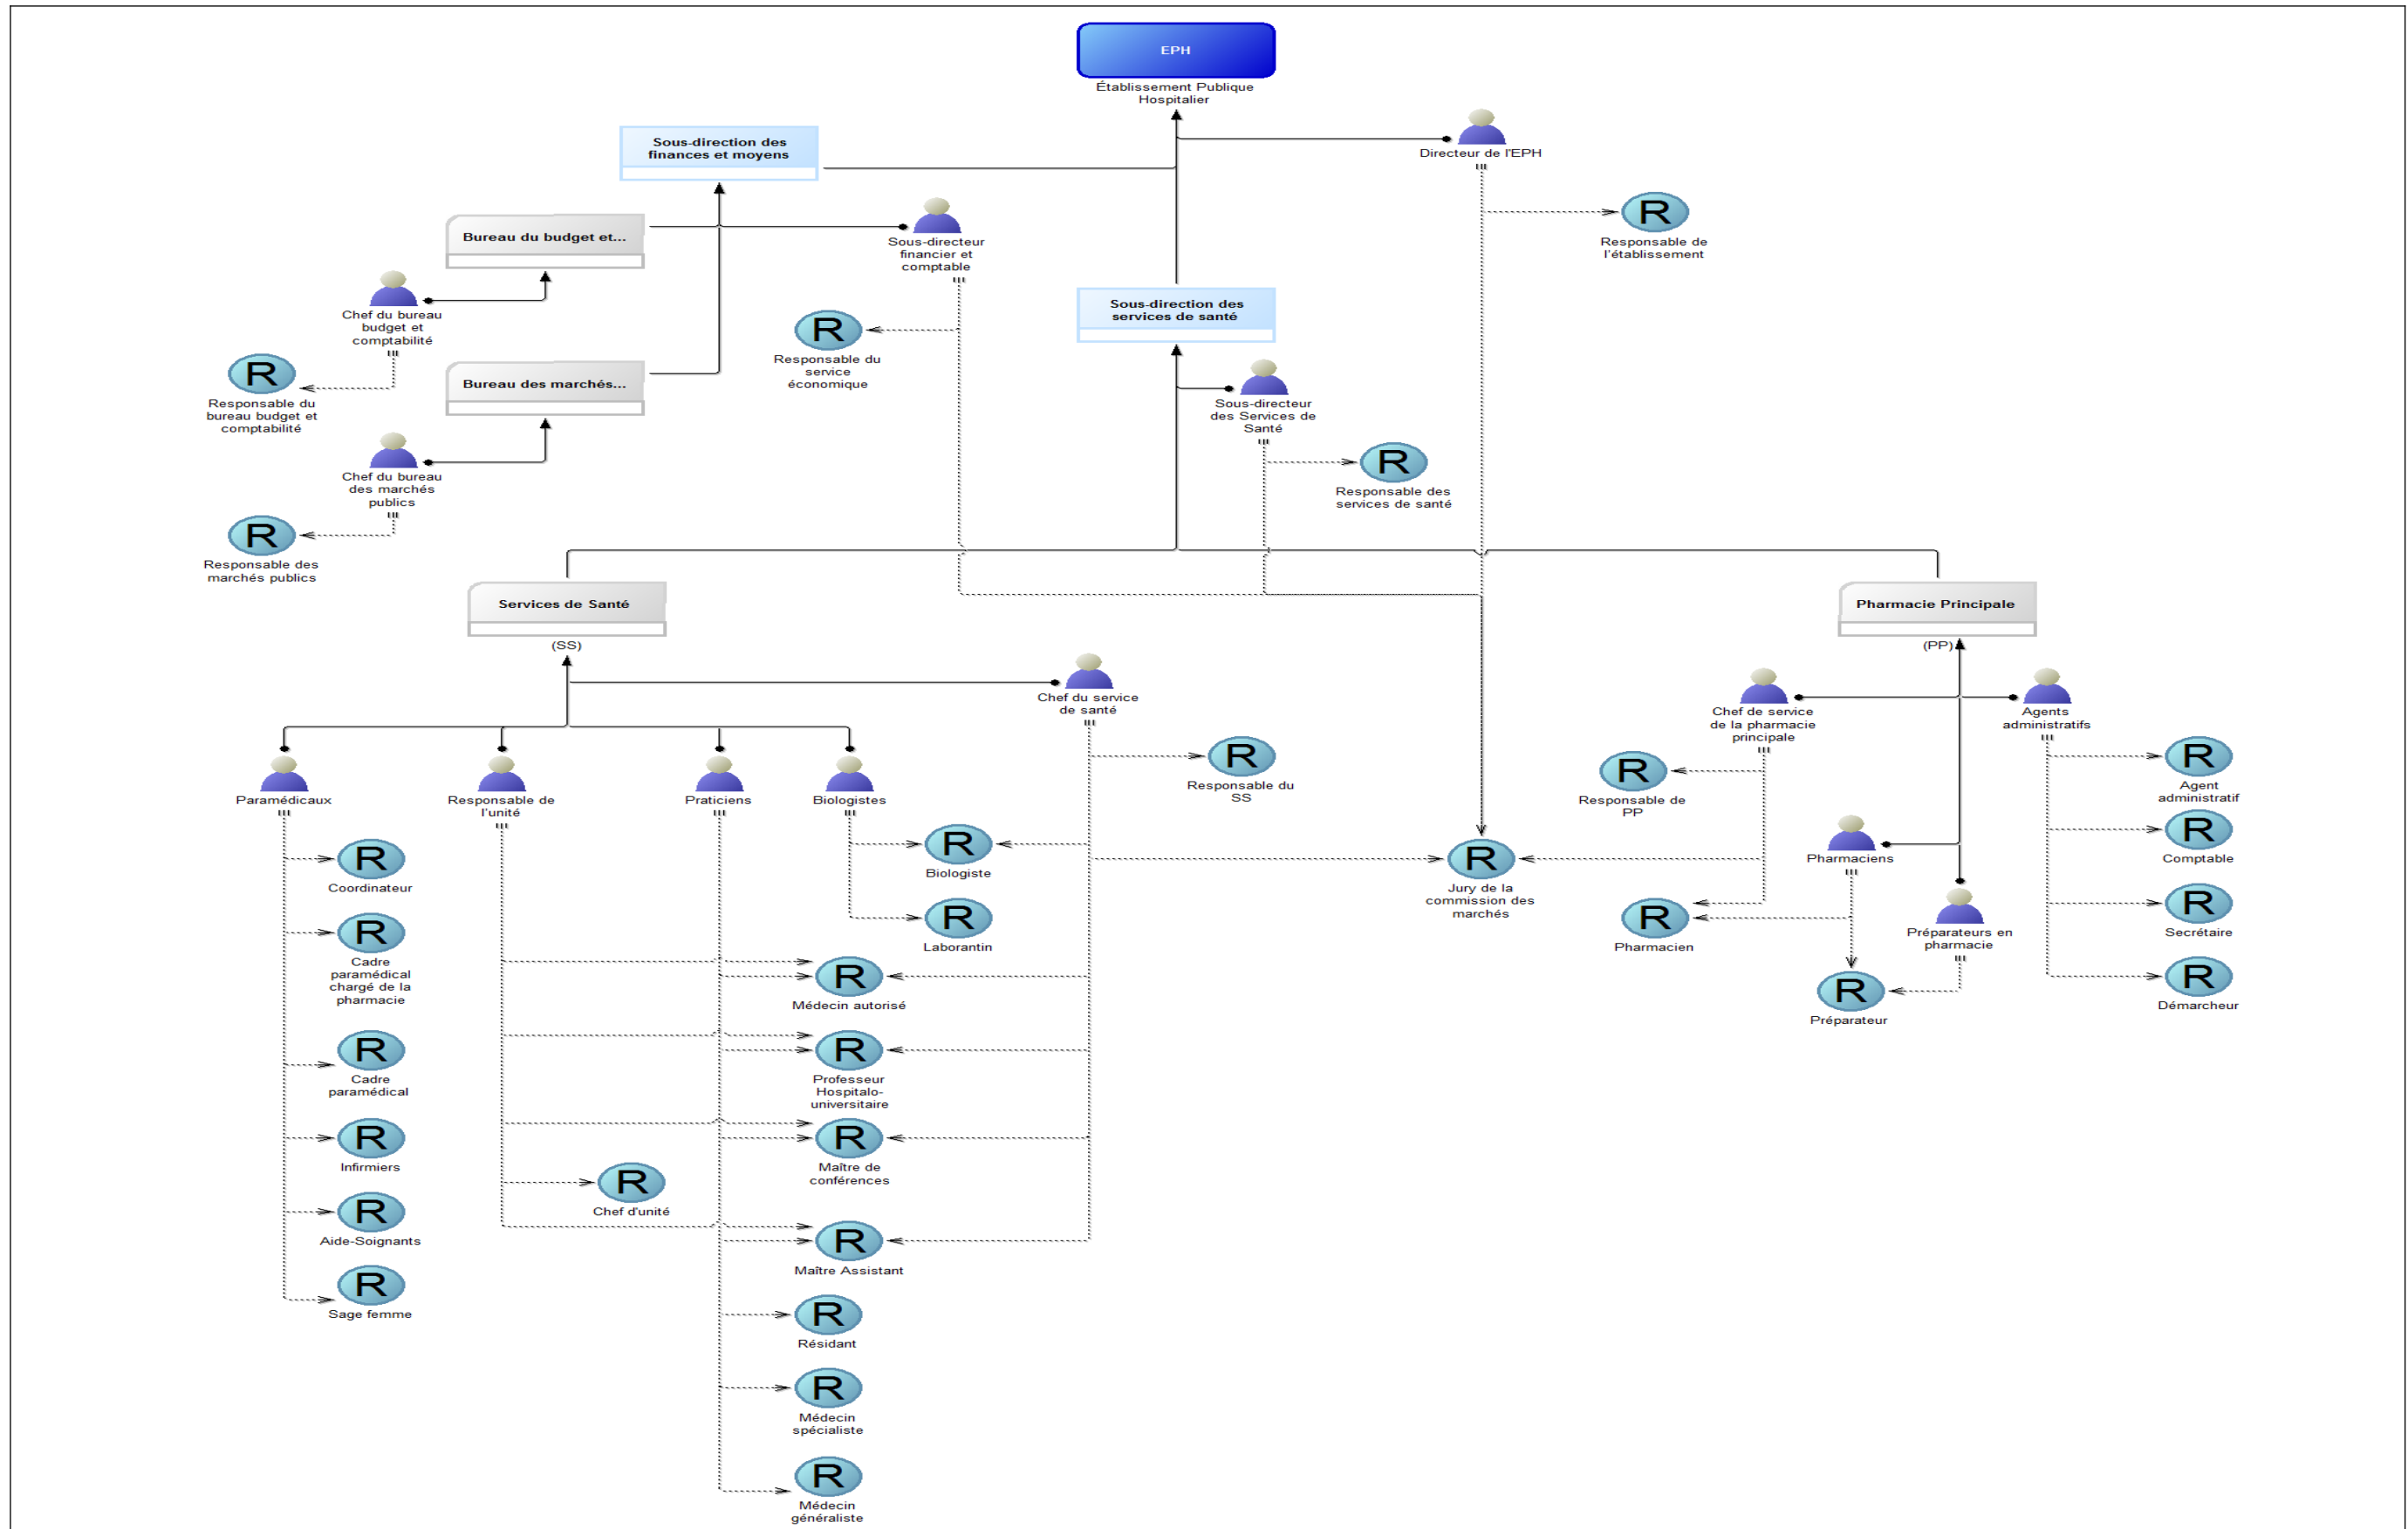 EPH
Établissement Publique
Hospitalier
Sous-direction des
finances et moyens
Directeur de l'EPH
Bureau du budget et...
Sous-directeur
financier et
comptable
R
Responsable de
l'établissement
Chef du bureau
budget et
comptabilité
Sous-direction des
services de santé
R
Responsable du
service
économique
R
Responsable du
bureau budget et
comptabilité
Bureau des marchés...
Sous-directeur
des Services de
Santé
Chef du bureau
des marchés
publics
R
Responsable des
services de santé
R
Responsable des
marchés publics
Services de Santé
(SS)
Pharmacie Principale
(PP)
Chef du service
de santé
Chef de service
de la pharmacie
principale
Agents
administratifs
Paramédicaux
Responsable de
l'unité
Praticiens
Biologistes
R
Responsable du
SS
R
Responsable de
PP
R
Agent
administratif
R
Coordinateur
R
Biologiste
R
Jury de la
commission des
marchés
Pharmaciens
R
Comptable
R
Cadre
paramédical
chargé de la
pharmacie
R
Laborantin
R
Pharmacien
Préparateurs en
pharmacie
R
Secrétaire
R
Médecin autorisé
R
Préparateur
R
Démarcheur
R
Cadre
paramédical
R
Professeur
Hospitalo-
universitaire
R
Infirmiers
R
Maître de
conférences
R
Chef d'unité
R
Aide-Soignants
R
Maître Assistant
R
Sage femme
R
Résidant
R
Médecin
spécialiste
R
Médecin
généraliste